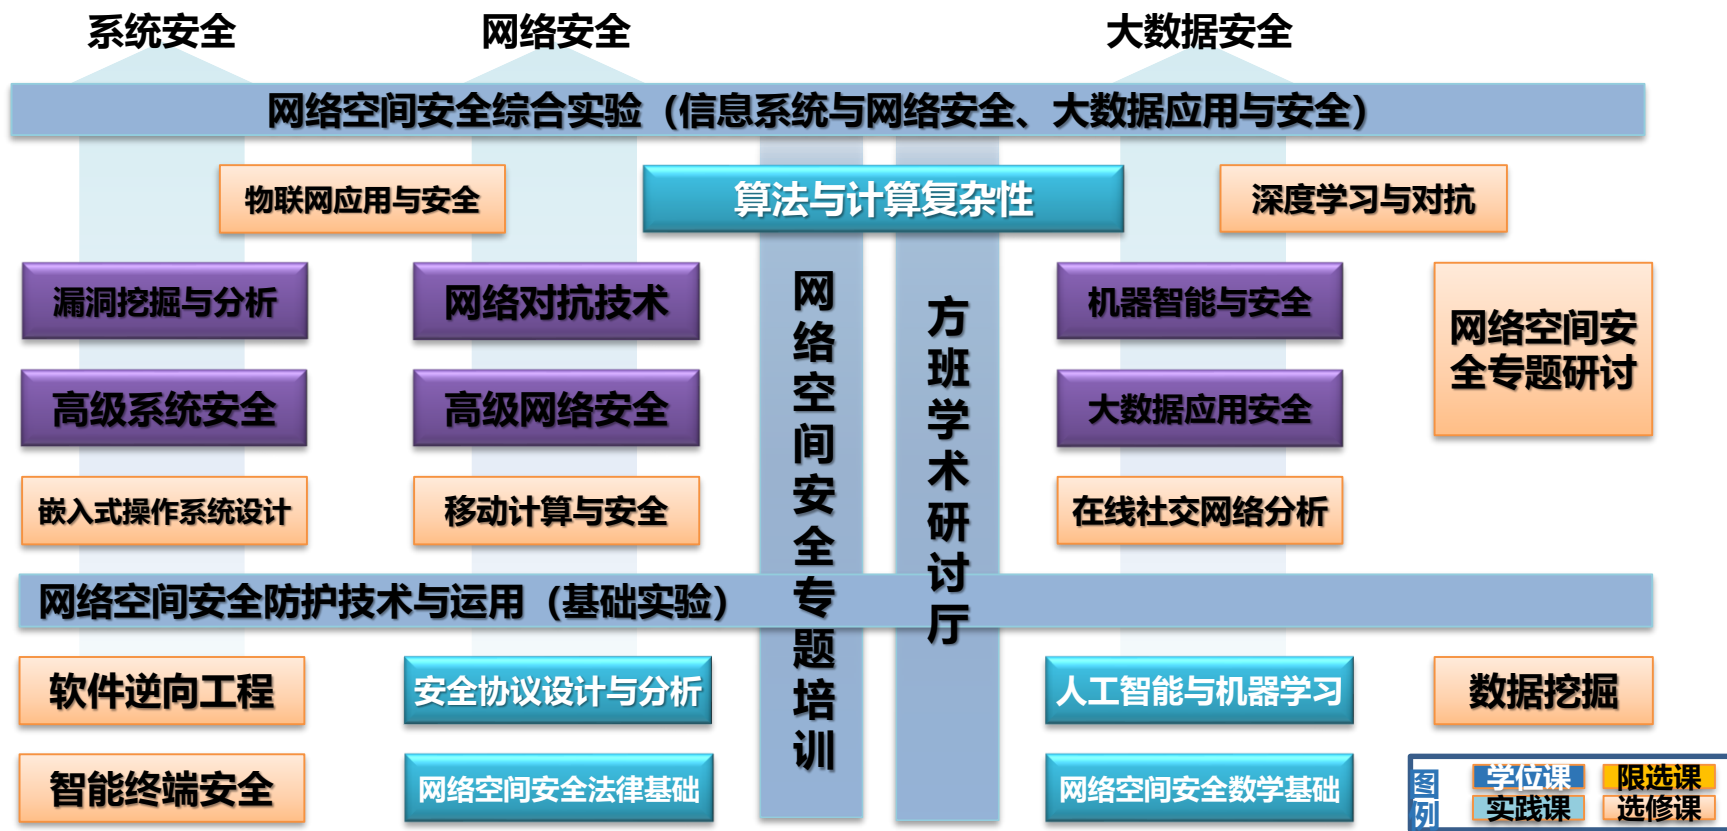 系统安全
网络安全
大数据安全
网络空间安全综合实验（信息系统与网络安全、大数据应用与安全）
物联网应用与安全
算法与计算复杂性
深度学习与对抗
漏洞挖掘与分析
网络对抗技术
机器智能与安全
网络空间安
全专题研讨
高级系统安全
高级网络安全
大数据应用安全
嵌入式操作系统设计
移动计算与安全
在线社交网络分析
网络空间安全专题培训
方班学术研讨厅
网络空间安全防护技术与运用（基础实验）
软件逆向工程
安全协议设计与分析
人工智能与机器学习
数据挖掘
智能终端安全
网络空间安全法律基础
网络空间安全数学基础
图例
学位课
限选课
实践课
选修课